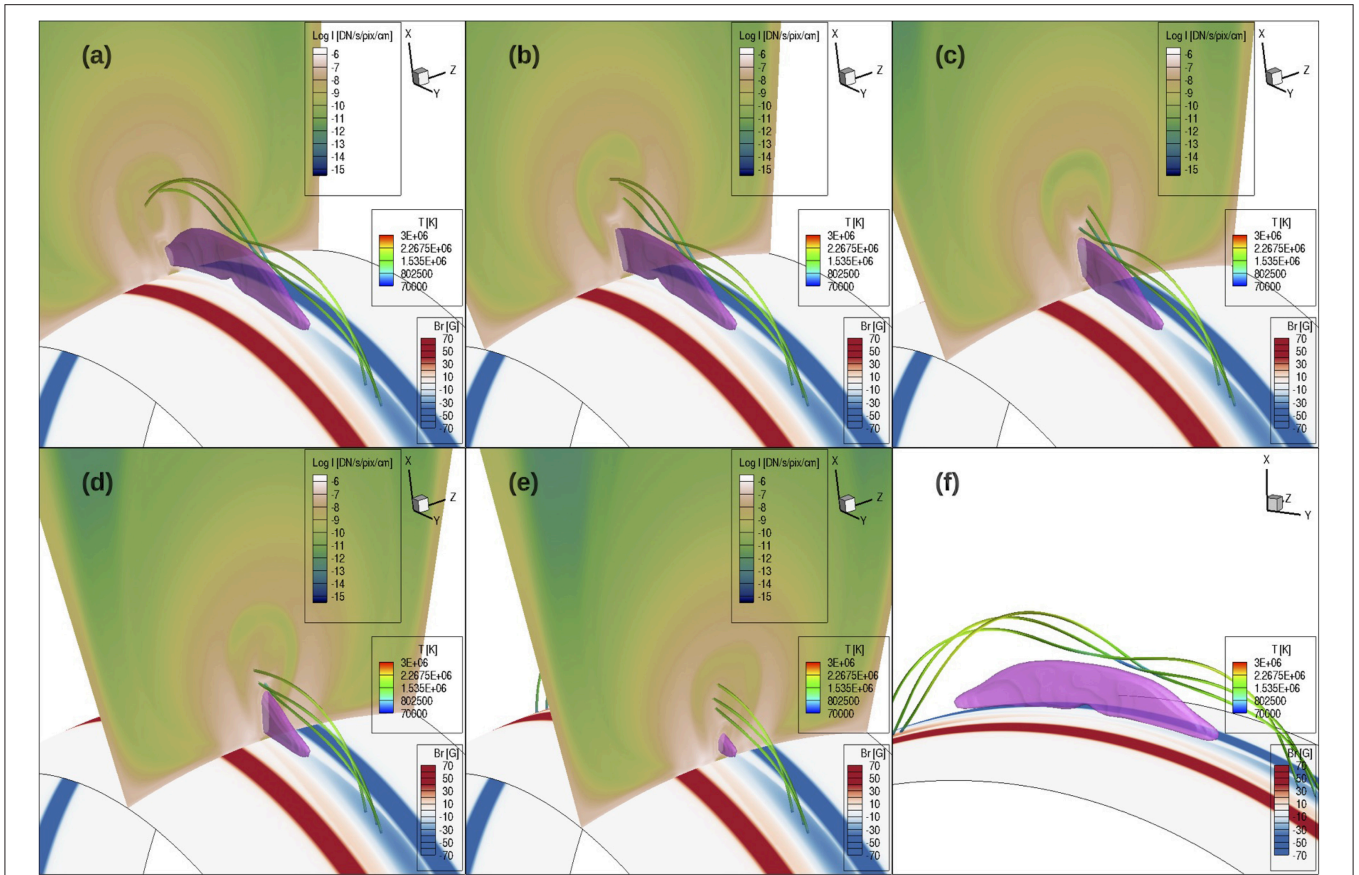 (a)
Log I [DN/s/pix/cm]
-6
-7
-8
-9
-10
-11
-12
-13
-14
-15
X
Z
Y
T [K]
3E+06
2.2675E+06
1.535E+06
802500
70000
Br [G]
70
50
30
10
-10
-30
-50
-70
(b)
Log I [DN/s/pix/cm]
-6
-7
-8
-9
-10
-11
-12
-13
-14
-15
X
Z
Y
T [K]
3E+06
2.2675E+06
1.535E+06
802500
70000
Br [G]
70
50
30
10
-10
-30
-50
-70
(c)
Log I [DN/s/pix/cm]
-6
-7
-8
-9
-10
-11
-12
-13
-14
-15
X
Z
Y
T [K]
3E+06
2.2675E+06
1.535E+06
802500
70000
Br [G]
70
50
30
10
-10
-30
-50
-70
(d)
Log I [DN/s/pix/cm]
-6
-7
-8
-9
-10
-11
-12
-13
-14
-15
X
Z
Y
T [K]
3E+06
2.2675E+06
1.535E+06
802500
70000
Br [G]
70
50
30
10
-10
-30
-50
-70
(e)
Log I [DN/s/pix/cm]
-6
-7
-8
-9
-10
-11
-12
-13
-14
-15
X
Z
Y
T [K]
3E+06
2.2675E+06
1.535E+06
802500
70000
Br [G]
70
50
30
10
-10
-30
-50
-70
(f)
X
Z
Y
T [K]
3E+06
2.2675E+06
1.535E+06
802500
70000
Br [G]
70
50
30
10
-10
-30
-50
-70